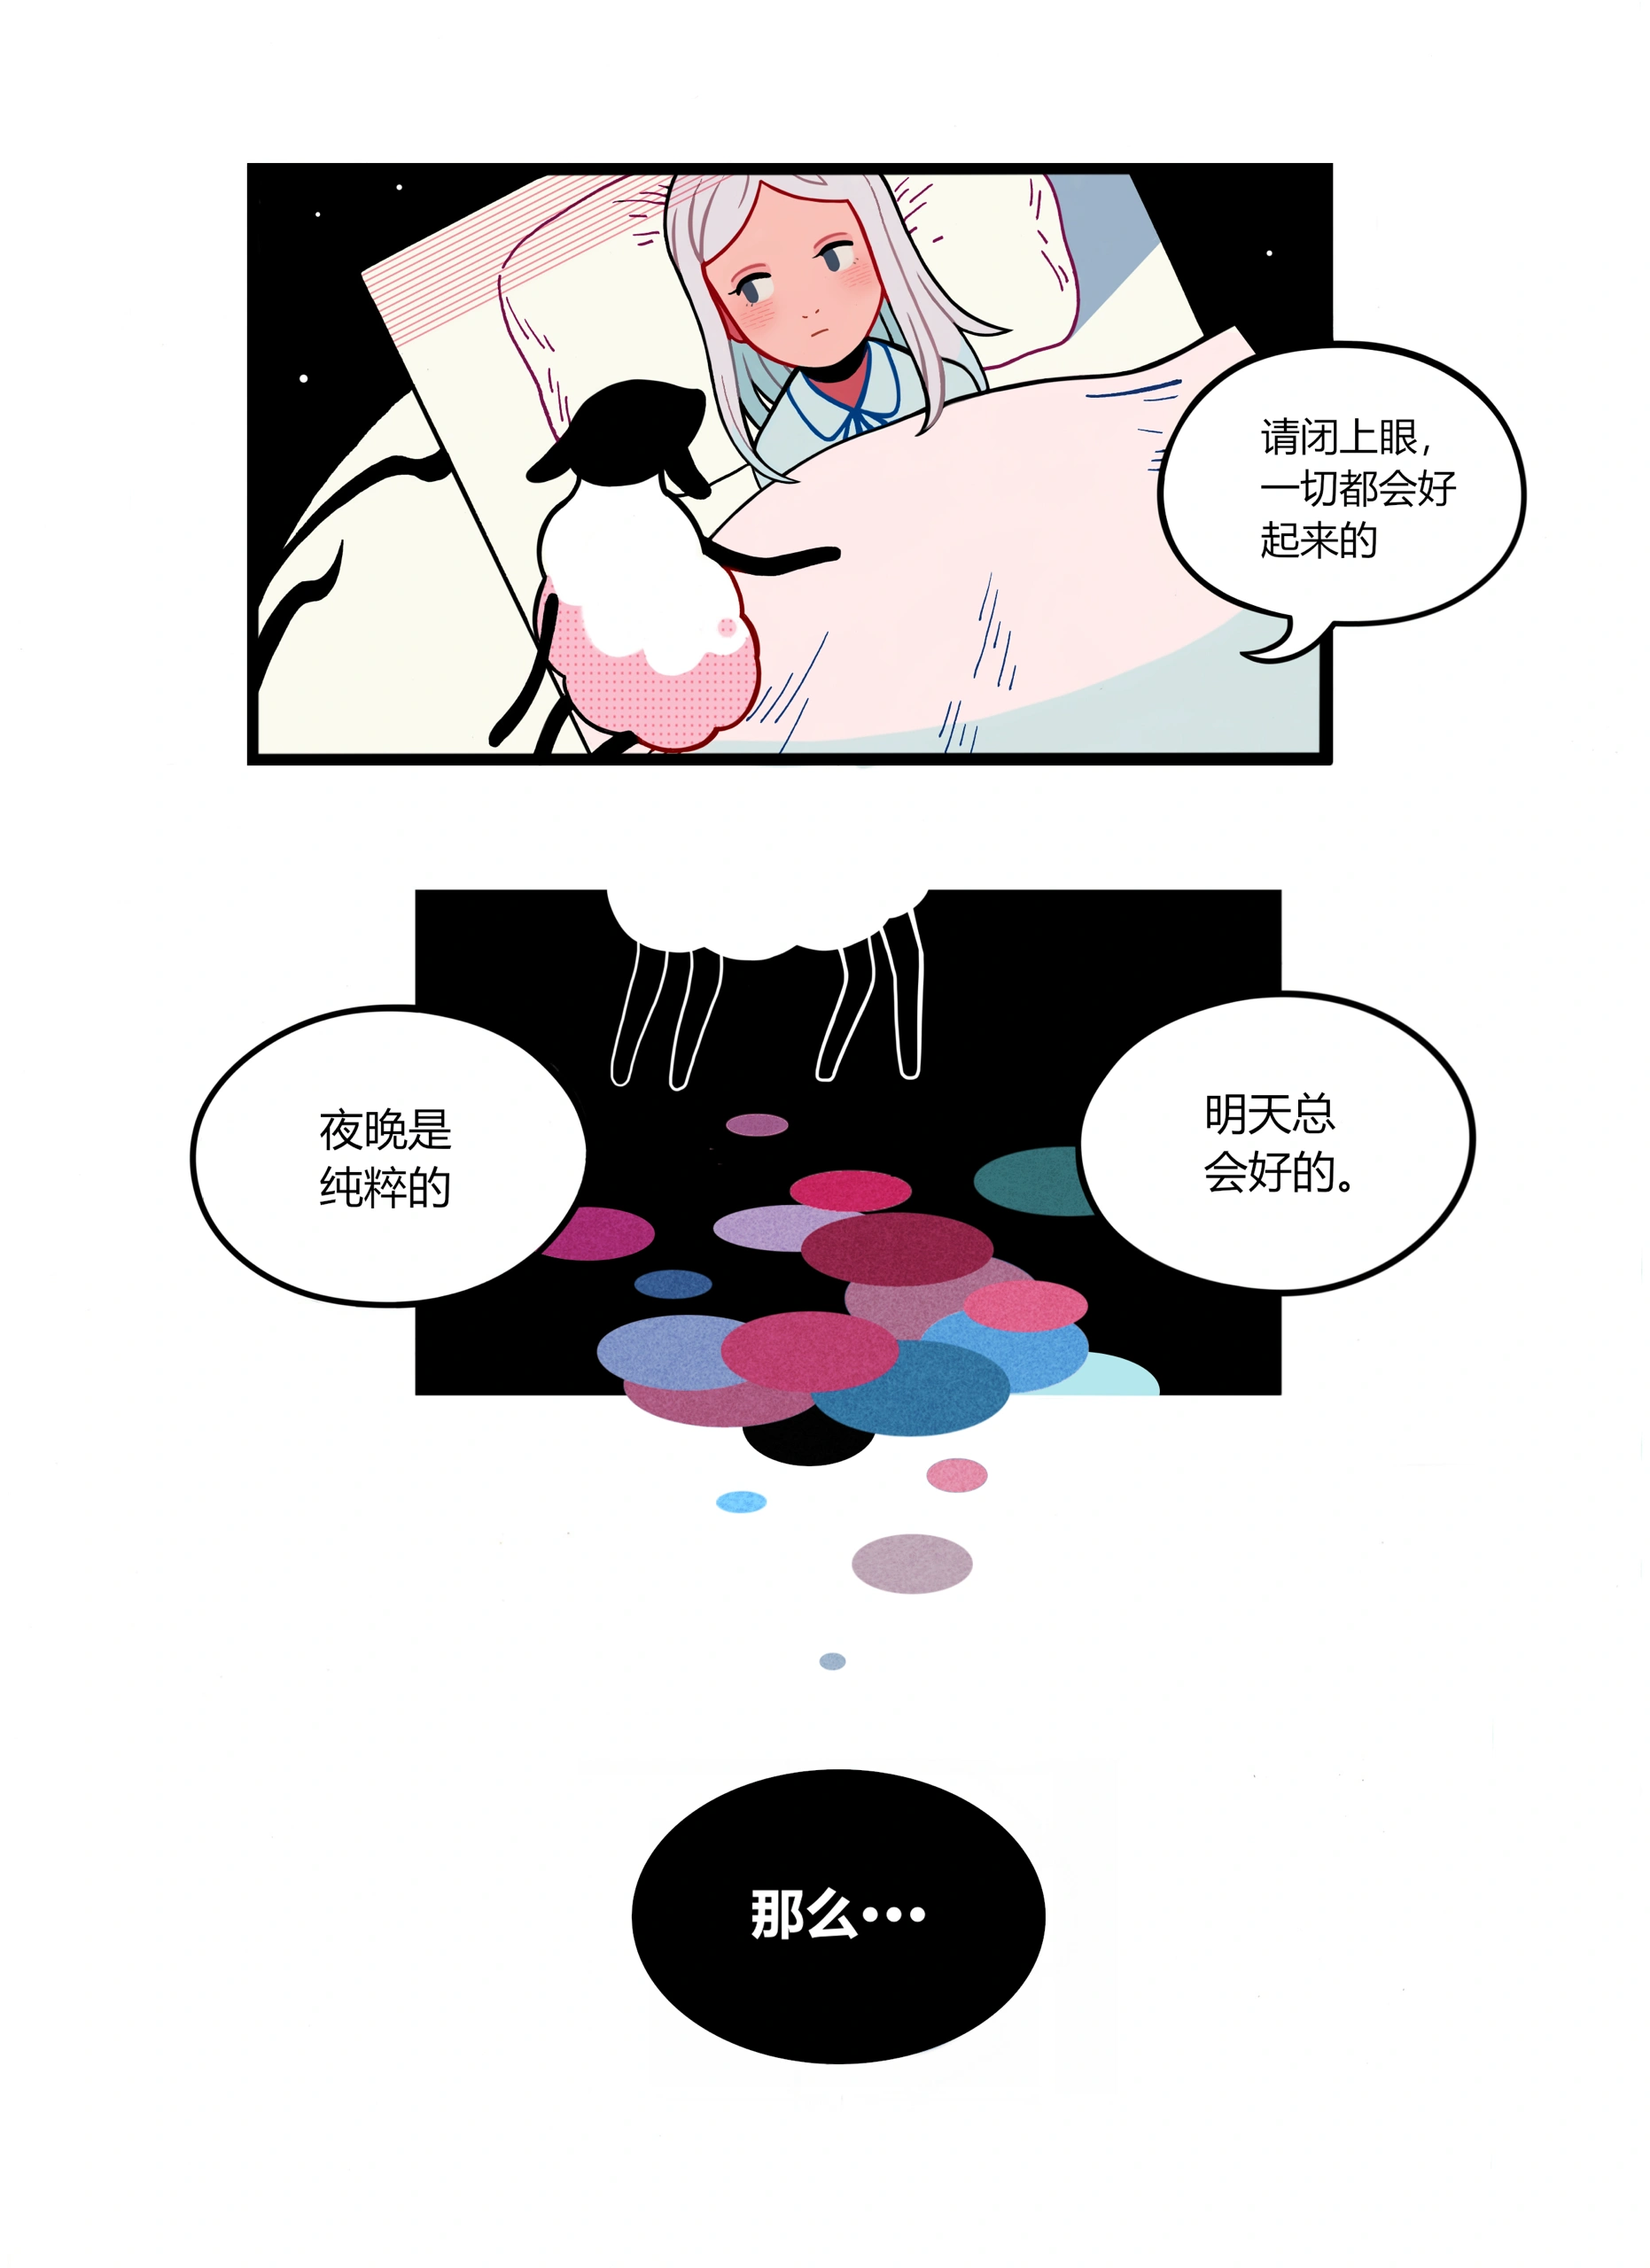 请闭上眼，
一切都会好
起来的
夜晚是
纯粹的
明天总
会好的。
那么•••